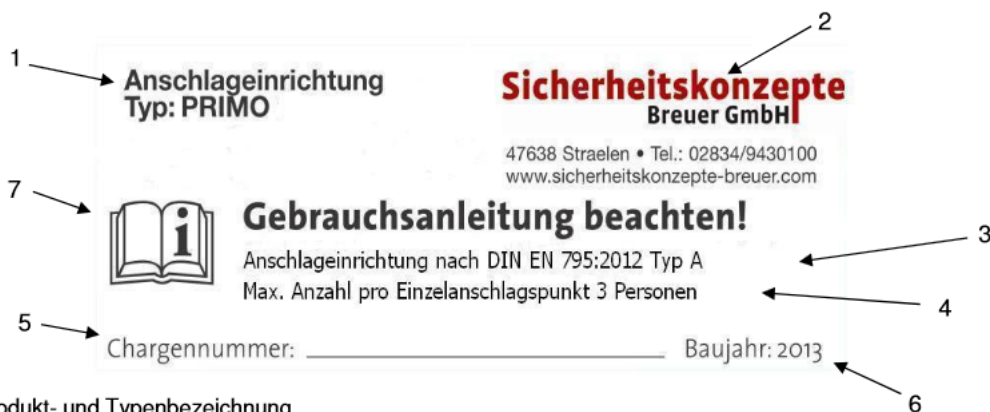 1
2
Anschlageinrichtung
Typ: PRIMO
Sicherheitskonzepte
Breuer GmbH
47638 Straelen • Tel.: 02834/9430100
www.sicherheitskonzepte-breuer.com
7
Gebrauchsanleitung beachten!
3
Anschlageinrichtung nach DIN EN 795:2012 Typ A
Max. Anzahl pro Einzelanschlagspunkt 3 Personen
4
5
Chargennummer: Baujahr: 2013
6
und Typenbezeichnung